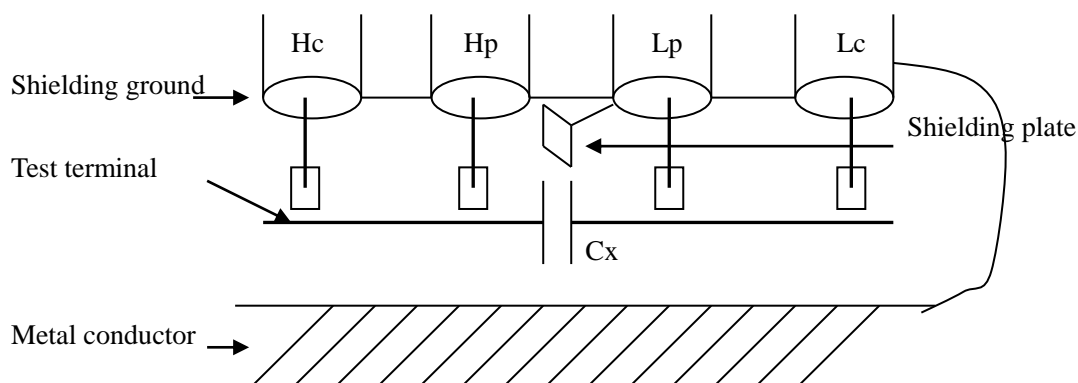 Hc
Hp
Lp
Lc
Shielding ground
Shielding plate
Test terminal
Cx
Metal conductor